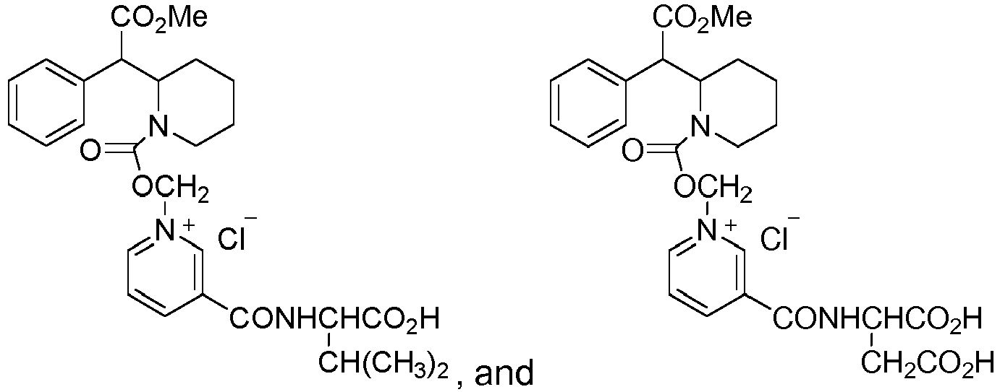 CO₂Me CO₂Me
N N
O O
OCH₂ OCH₂
N⁺ Cl⁻ N⁺ Cl⁻
CONHCHCO₂H CONHCHCO₂H
CH(CH₃)₂, and CH₂CO₂H